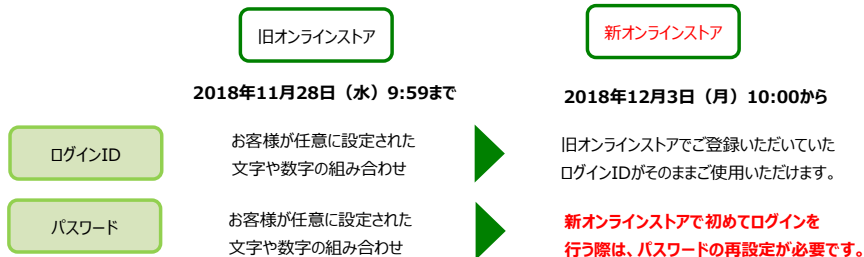 旧オンラインストア
新オンラインストア
2018年11月28日（水）9:59まで
2018年12月3日（月）10:00から
ログインID
お客様が任意に設定された
文字や数字の組み合わせ
旧オンラインストアでご登録いただいていた
ログインIDがそのままご使用いただけます。
パスワード
お客様が任意に設定された
文字や数字の組み合わせ
新オンラインストアで初めてログインを
行う際は、パスワードの再設定が必要です。